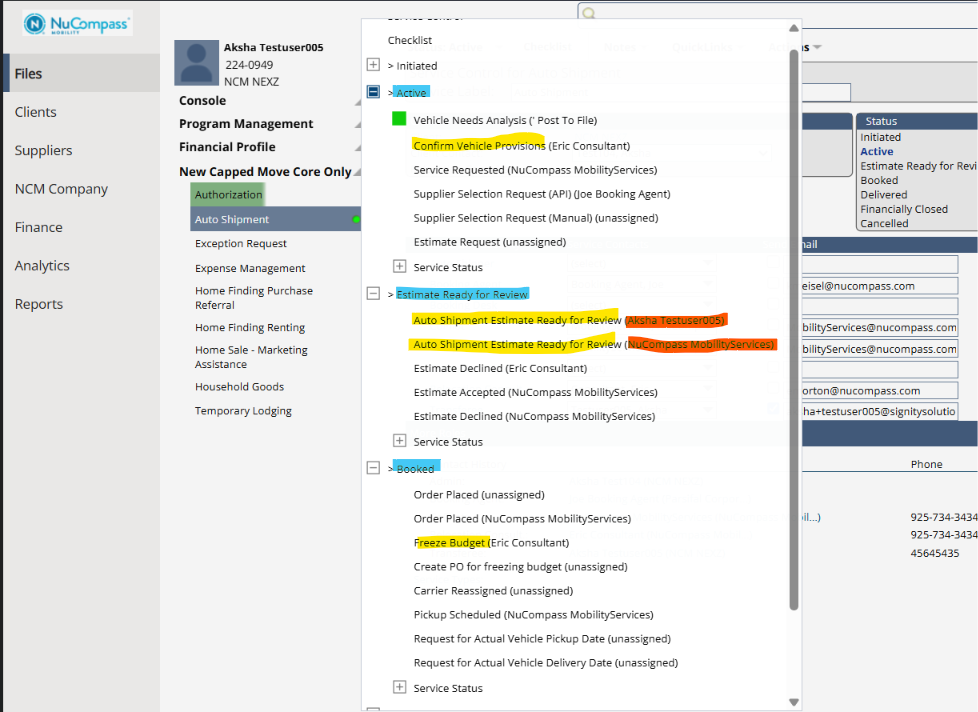 NuCompass
MOBILITY
Files
Clients
Suppliers
NCM Company
Finance
Analytics
Reports
Aksha Testuser005
224-0949
NCM NEXZ
Console
Program Management
Financial Profile
New Capped Move Core Only
Authorization
Auto Shipment
Exception Request
Expense Management
Home Finding Purchase
Referral
Home Finding Renting
Home Sale - Marketing
Assistance
Household Goods
Temporary Lodging
Checklist
> Initiated
> Active
Vehicle Needs Analysis (' Post To File)
Confirm Vehicle Provisions (Eric Consultant)
Service Requested (NuCompass MobilityServices)
Supplier Selection Request (API) (Joe Booking Agent)
Supplier Selection Request (Manual) (unassigned)
Estimate Request (unassigned)
Service Status
> Estimate Ready for Review
Auto Shipment Estimate Ready for Review (Aksha Testuser005)
Auto Shipment Estimate Ready for Review (NuCompass MobilityServices)
Estimate Declined (Eric Consultant)
Estimate Accepted (NuCompass MobilityServices)
Estimate Declined (NuCompass MobilityServices)
Service Status
> Booked
Order Placed (unassigned)
Order Placed (NuCompass MobilityServices)
Freeze Budget (Eric Consultant)
Create PO for freezing budget (unassigned)
Carrier Reassigned (unassigned)
Pickup Scheduled (NuCompass MobilityServices)
Request for Actual Vehicle Pickup Date (unassigned)
Request for Actual Vehicle Delivery Date (unassigned)
Service Status
s
Status
Initiated
Active
Estimate Ready for Revi
Booked
Delivered
Financially Closed
Cancelled
ail
eisel@nucompass.com
bilityServices@nucompass.com
bilityServices@nucompass.com
orton@nucompass.com
sha+testuser005@signitysolutio
Phone
il...)
925-734-3434
925-734-3434
45645435